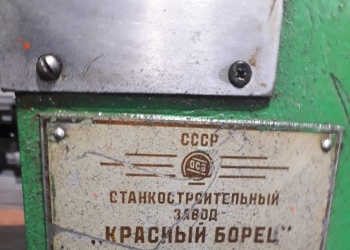 СССР
СТАНКОСТРОИТЕЛЬНЫЙ
ЗАВОД
"КРАСНЫЙ БОРЕЦ"